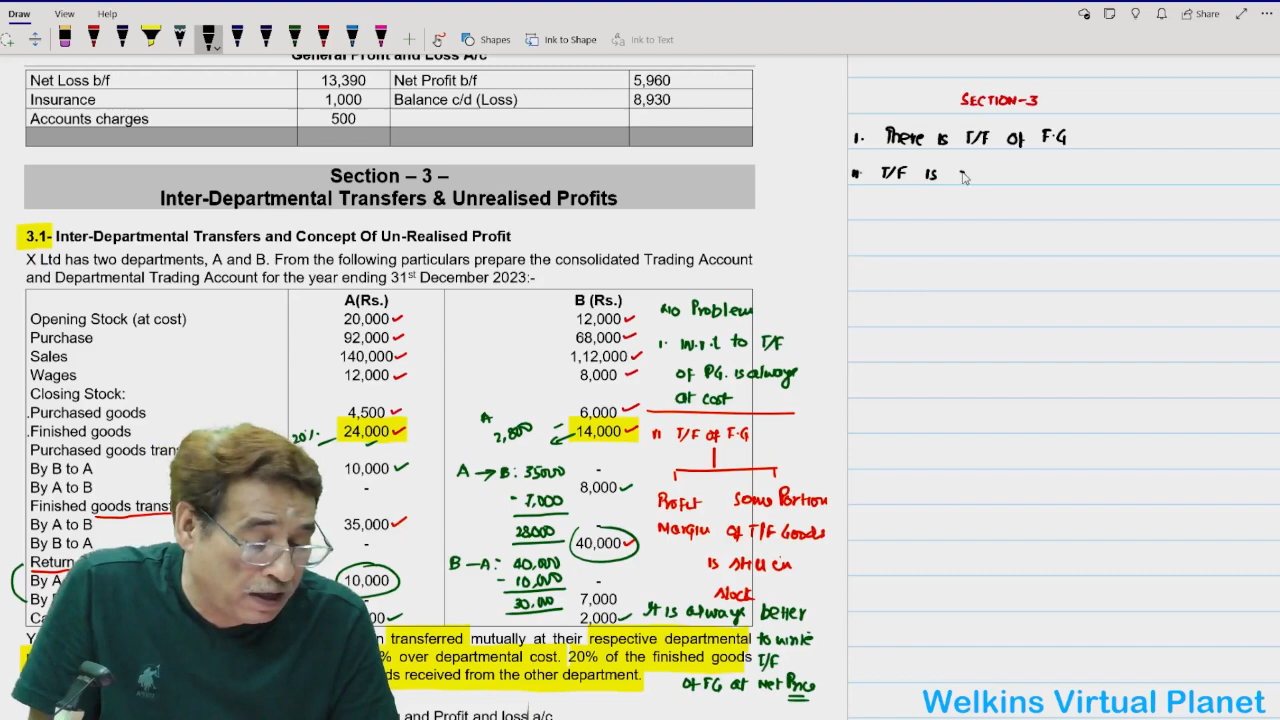 Draw View Help
Shapes Ink to Shape Ink to Text Share
General Profit and Loss A/c
Net Loss b/f 13,390 Net Profit b/f 5,960
Insurance 1,000 Balance c/d (Loss) 8,930
Accounts charges 500
Section – 3 –
Inter-Departmental Transfers & Unrealised Profits
3.1- Inter-Departmental Transfers and Concept Of Un-Realised Profit
X Ltd has two departments, A and B. From the following particulars prepare the consolidated Trading Account
and Departmental Trading Account for the year ending 31st December 2023:-
A(Rs.) B (Rs.)
Opening Stock (at cost) 20,000 12,000
Purchase 92,000 68,000
Sales 140,000 1,12,000
Wages 12,000 8,000
Closing Stock:
.Purchased goods 4,500 6,000
.Finished goods 24,000 14,000
Purchased goods
By B to A 10,000 -
By A to B - 8,000
Finished goods
By A to B 35,000 -
By B to A - 40,000
Return
By A 10,000 -
By 7,000
2,000
transferred mutually at their respective departmental
% over departmental cost. 20% of the finished goods
received from the other department.
and Profit and loss a/c.
20%
A
2,800
A → B: 35000
- 7,000
28000
B – A: 40,000
- 10,000
30,000
No Problem
1. W.r.t to T/F
of P.G. is always
at cost
11 T/F of F.G
Profit Some Portion
Margin of T/F Goods
is still in
stock
It is always better
to write
T/F
of FG at Net Price
SECTION-3
1. There is T/F of F.G
11. T/F is
Welkins Virtual Planet